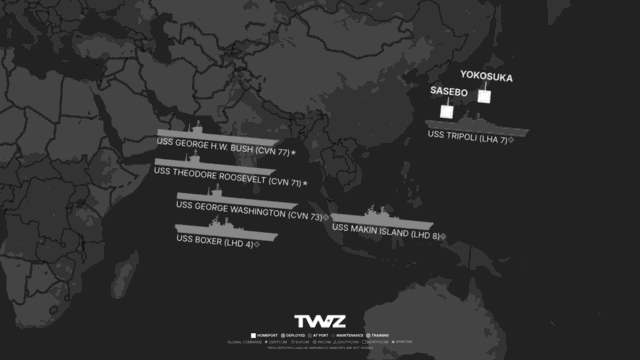 YOKOSUKA
SASEBO
USS TRIPOLI (LHA 7)
USS GEORGE H.W. BUSH (CVN 77)★
USS THEODORE ROOSEVELT (CVN 71)★
USS GEORGE WASHINGTON (CVN 73)
USS BOXER (LHD 4)
USS MAKIN ISLAND (LHD 8)
TWZ
HOMEPORT DEPLOYED AT PORT MAINTENANCE TRAINING